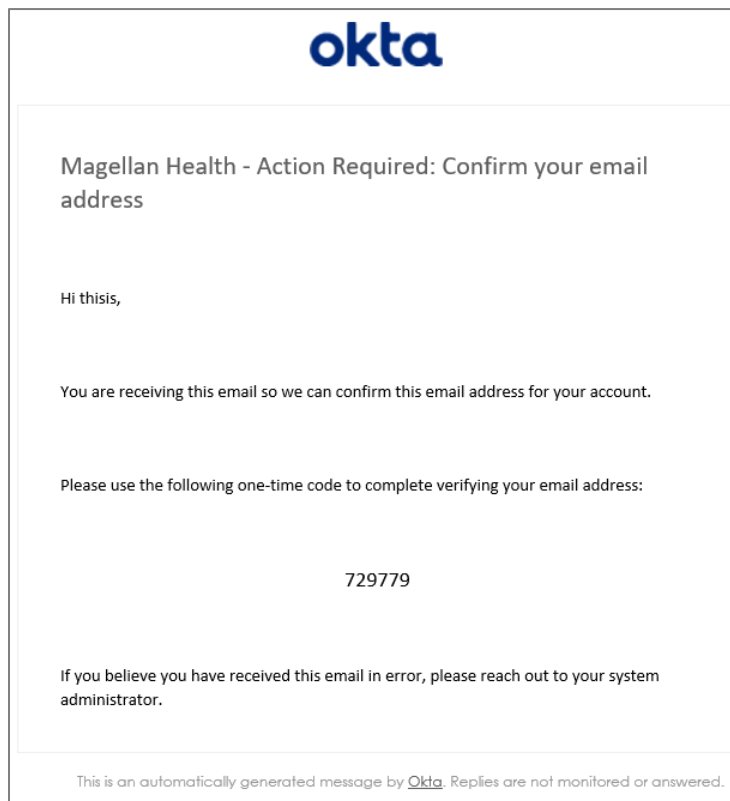 okta
Magellan Health - Action Required: Confirm your email
address
Hi thisis,
You are receiving this email so we can confirm this email address for your account.
Please use the following one-time code to complete verifying your email address:
729779
If you believe you have received this email in error, please reach out to your system
administrator.
This is an automatically generated message by Okta. Replies are not monitored or answered.